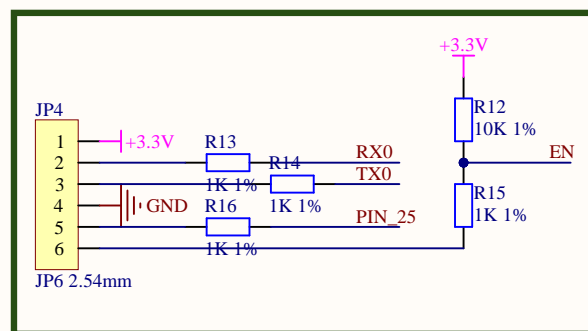 +3.3V
JP4
R12
10K 1%
1
+3.3V
R13
2
RX0
R14
EN
1K 1%
3
TX0
R15
4
GND
R16
1K 1%
1K 1%
5
PIN_25
1K 1%
6
JP6 2.54mm